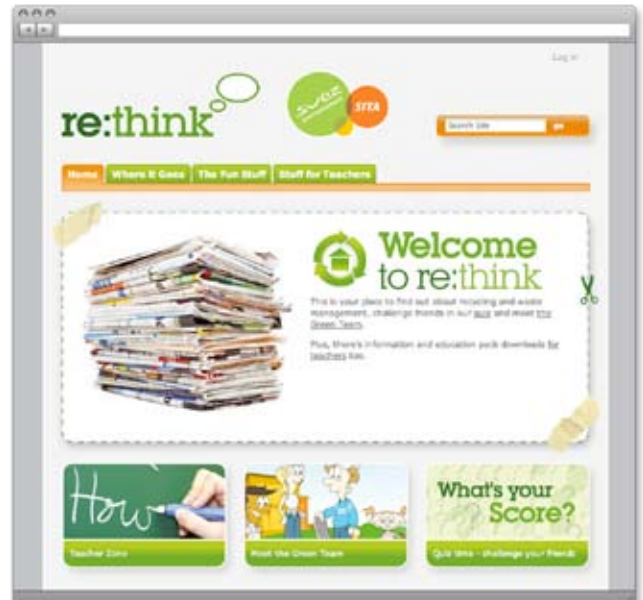 Log in
re:think
suez
SITA
Search Site
go
Home Where it Goes The Fun Stuff Stuff for Teachers
Welcome
to re:think
This is your place to find out about recycling and waste
management, challenge friends in our quiz and meet the
Green Team.
Plus, there's information and education pack downloads for
teachers too.
How
What's your
Score?
Teacher Zone
Meet the Green Team
Quiz time - challenge your friends